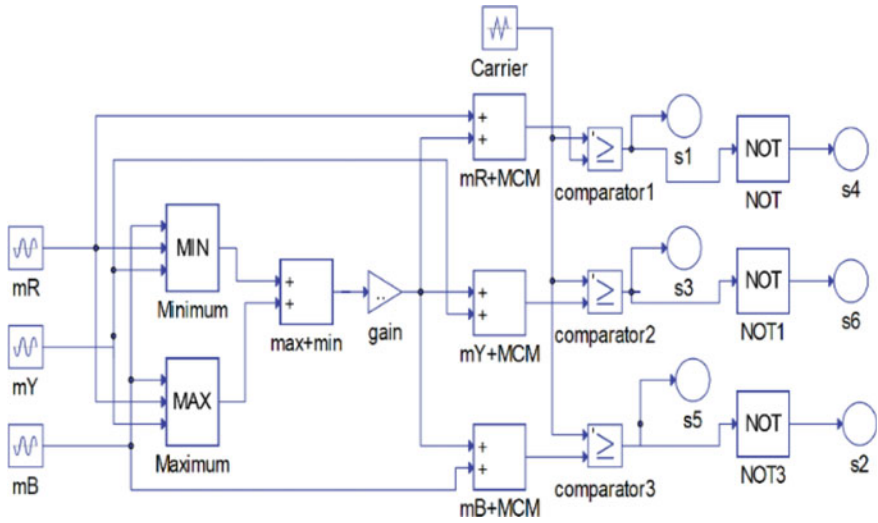 Carrier
+
+
mR+MCM
'
≥
comparator1
s1
NOT
NOT
s4
mR
MIN
Minimum
+
+
max+min
..
gain
+
+
mY+MCM
'
≥
comparator2
s3
NOT
NOT1
s6
mY
MAX
Maximum
mB
+
+
mB+MCM
'
≥
comparator3
s5
NOT
NOT3
s2